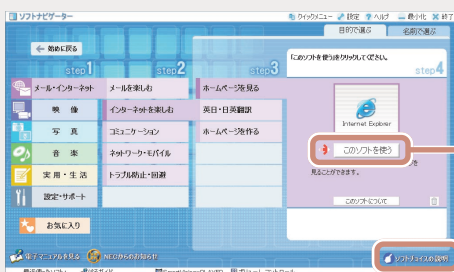 ソフトナビゲーター
クイックメニュー 設定 ? ヘルプ 最小化 終了
目的で選ぶ 名前で選ぶ
始めに戻る
step1 step2 step3 step4
「このソフトを使う」をクリックしてください。
メール・インターネット メールを楽しむ ホームページを見る
映 像 インターネットを楽しむ 英日・日英翻訳
写 真 コミュニケーション ホームページを作る
音 楽 ネットワーク・モバイル
実用・生活 トラブル防止・回避
設定・サポート
お気に入り
Internet Explorer
このソフトを使う
見ることができます。
このソフトについて
電子マニュアルを見る NECからのお知らせ
ソフトチョイスの説明